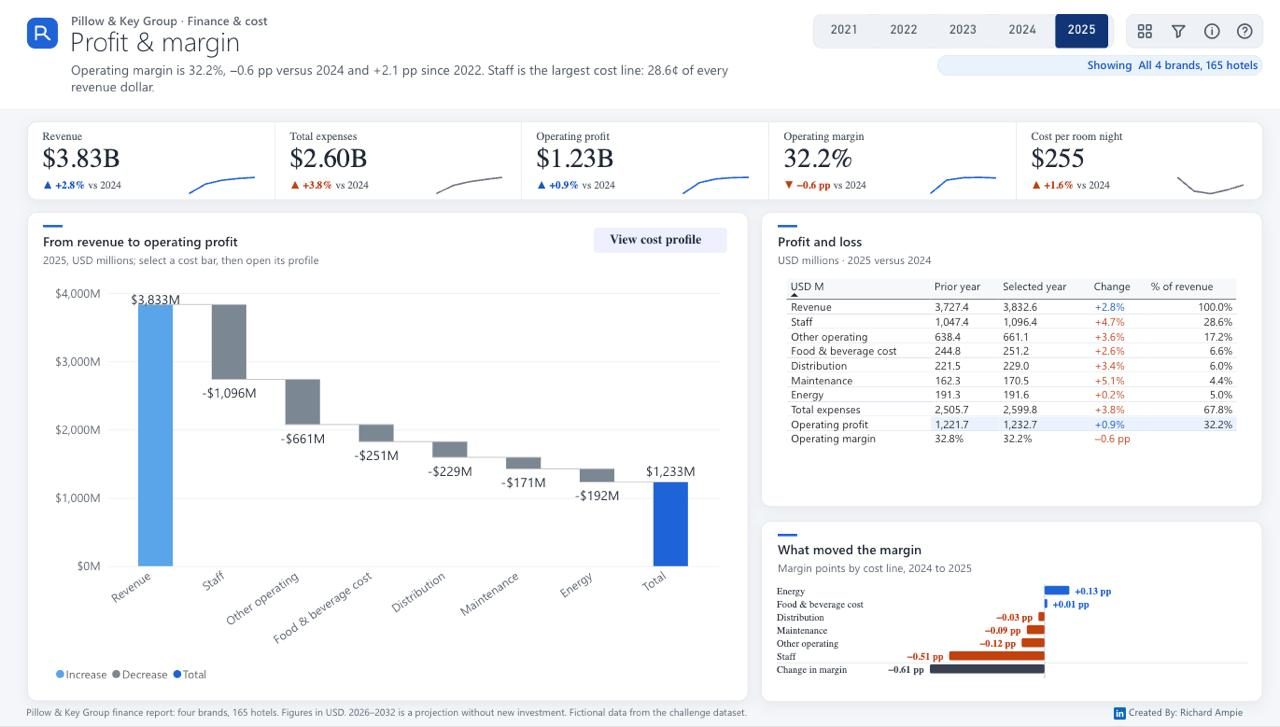 Pillow & Key Group · Finance & cost
Profit & margin
Operating margin is 32.2%, –0.6 pp versus 2024 and +2.1 pp since 2022. Staff is the largest cost line: 28.6¢ of every
revenue dollar.
2021 2022 2023 2024 2025
Showing All 4 brands, 165 hotels
Revenue
$3.83B
▲ +2.8% vs 2024
Total expenses
$2.60B
▲ +3.8% vs 2024
Operating profit
$1.23B
▲ +0.9% vs 2024
Operating margin
32.2%
▼ –0.6 pp vs 2024
Cost per room night
$255
▲ +1.6% vs 2024
From revenue to operating profit
2025, USD millions; select a cost bar, then open its profile
View cost profile
$4,000M
$3,000M
$2,000M
$1,000M
$0M
$3,833M
-$1,096M
-$661M
-$251M
-$229M
-$171M
-$192M
$1,233M
Revenue
Staff
Other operating
Food & beverage cost
Distribution
Maintenance
Energy
Total
Increase Decrease Total
Profit and loss
USD millions · 2025 versus 2024
USD M Prior year Selected year Change % of revenue
Revenue 3,727.4 3,832.6 +2.8% 100.0%
Staff 1,047.4 1,096.4 +4.7% 28.6%
Other operating 638.4 661.1 +3.6% 17.2%
Food & beverage cost 244.8 251.2 +2.6% 6.6%
Distribution 221.5 229.0 +3.4% 6.0%
Maintenance 162.3 170.5 +5.1% 4.4%
Energy 191.3 191.6 +0.2% 5.0%
Total expenses 2,505.7 2,599.8 +3.8% 67.8%
Operating profit 1,221.7 1,232.7 +0.9% 32.2%
Operating margin 32.8% 32.2% –0.6 pp
What moved the margin
Margin points by cost line, 2024 to 2025
Energy +0.13 pp
Food & beverage cost +0.01 pp
Distribution –0.03 pp
Maintenance –0.09 pp
Other operating –0.12 pp
Staff –0.51 pp
Change in margin –0.61 pp
Pillow & Key Group finance report: four brands, 165 hotels. Figures in USD. 2026–2032 is a projection without new investment. Fictional data from the challenge dataset.
in Created By: Richard Ampie